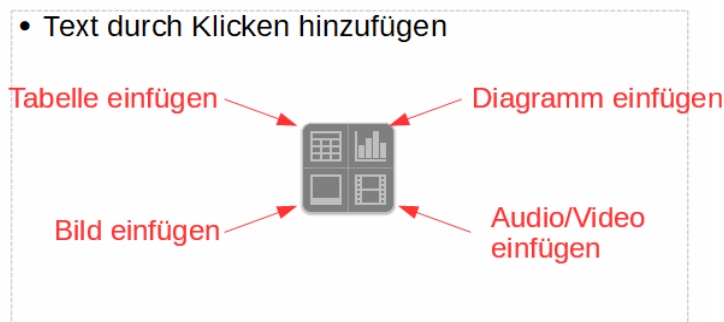 • Text durch Klicken hinzufügen
Tabelle einfügen
Diagramm einfügen
Bild einfügen
Audio/Video
einfügen